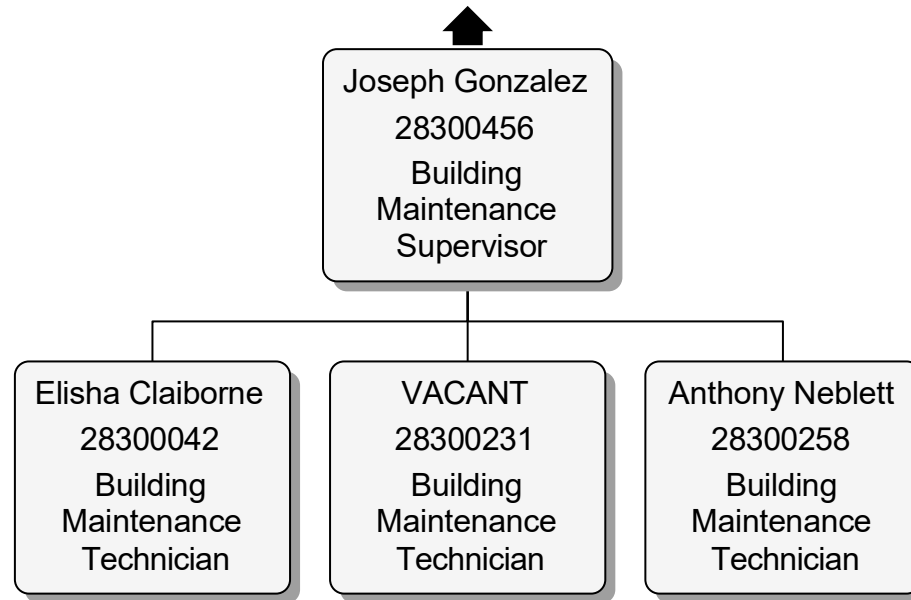 Joseph Gonzalez
28300456
Building
Maintenance
Supervisor
Elisha Claiborne
28300042
Building
Maintenance
Technician
VACANT
28300231
Building
Maintenance
Technician
Anthony Neblett
28300258
Building
Maintenance
Technician